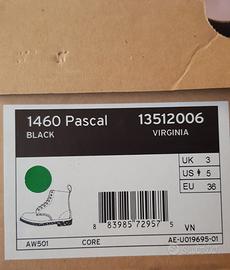 1460 Pascal 13512006
BLACK VIRGINIA
UK 3
US 5
EU 36
8 83985 72957 5
VN
AW501 CORE AE-U019695-01